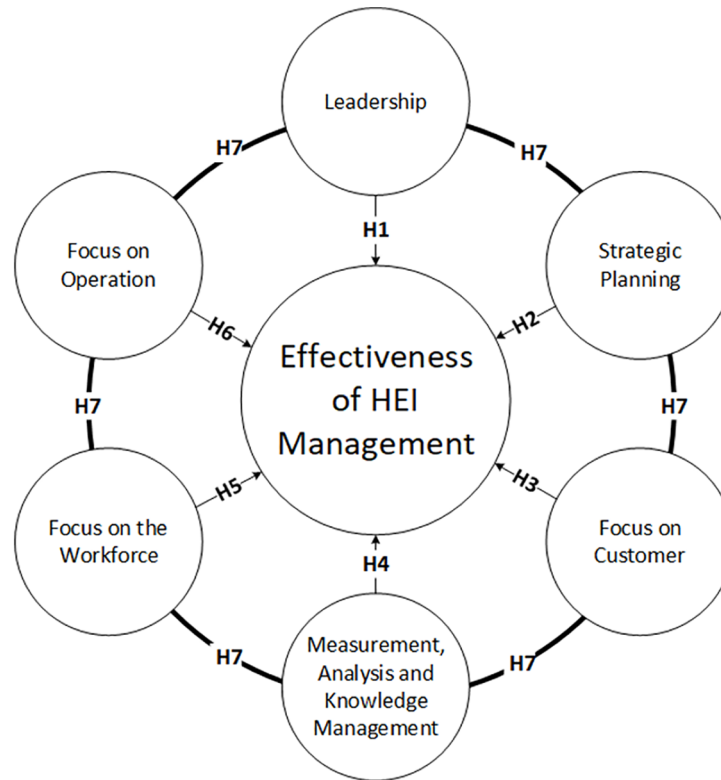 Leadership
H7
H7
H1
Focus on
Operation
Strategic
Planning
H6
H2
Effectiveness
of HEI
Management
H7
H7
H5
H3
Focus on the
Workforce
Focus on
Customer
H4
H7
H7
Measurement,
Analysis and
Knowledge
Management